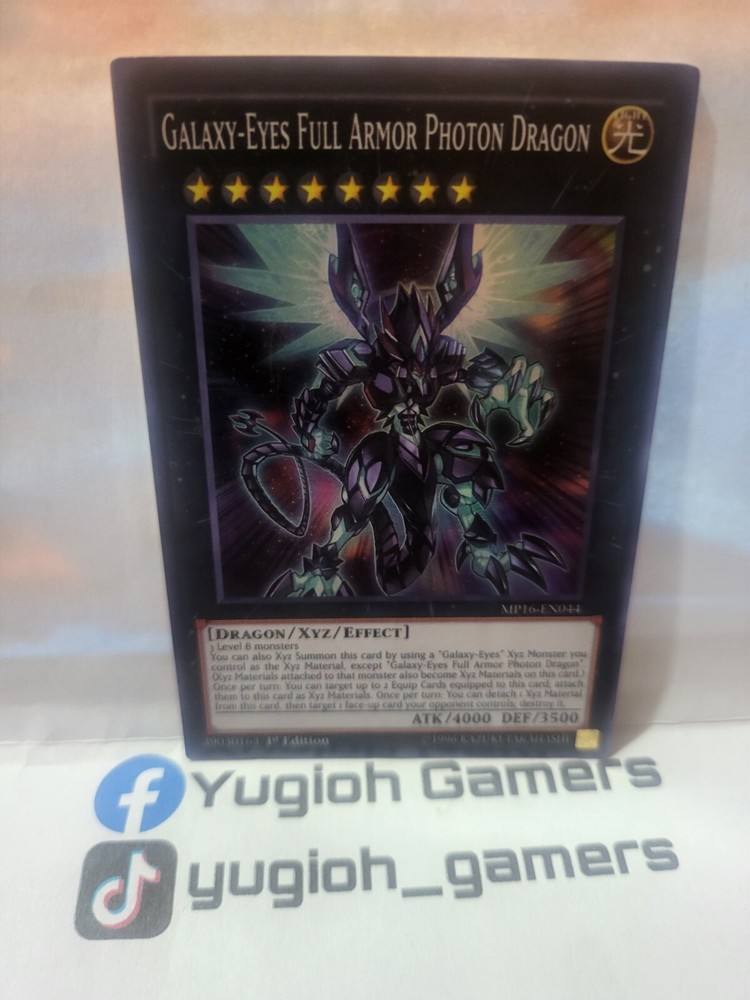 GALAXY-EYES FULL ARMOR PHOTON DRAGON
LIGHT
光
MP16-EN044
[DRAGON/XYZ/EFFECT]
3 Level 8 monsters
You can also Xyz Summon this card by using a "Galaxy-Eyes" Xyz Monster you
control as the Xyz Material, except "Galaxy-Eyes Full Armor Photon Dragon".
(Xyz Materials attached to that monster also become Xyz Materials on this card.)
Once per turn: You can target up to 2 Equip Cards equipped to this card; attach
them to this card as Xyz Materials. Once per turn: You can detach 1 Xyz Material
from this card, then target 1 face-up card your opponent controls; destroy it.
ATK/4000 DEF/3500
39030163 1st Edition ©1996 KAZUKI TAKAHASHI
Yugioh Gamers
yugioh_gamers